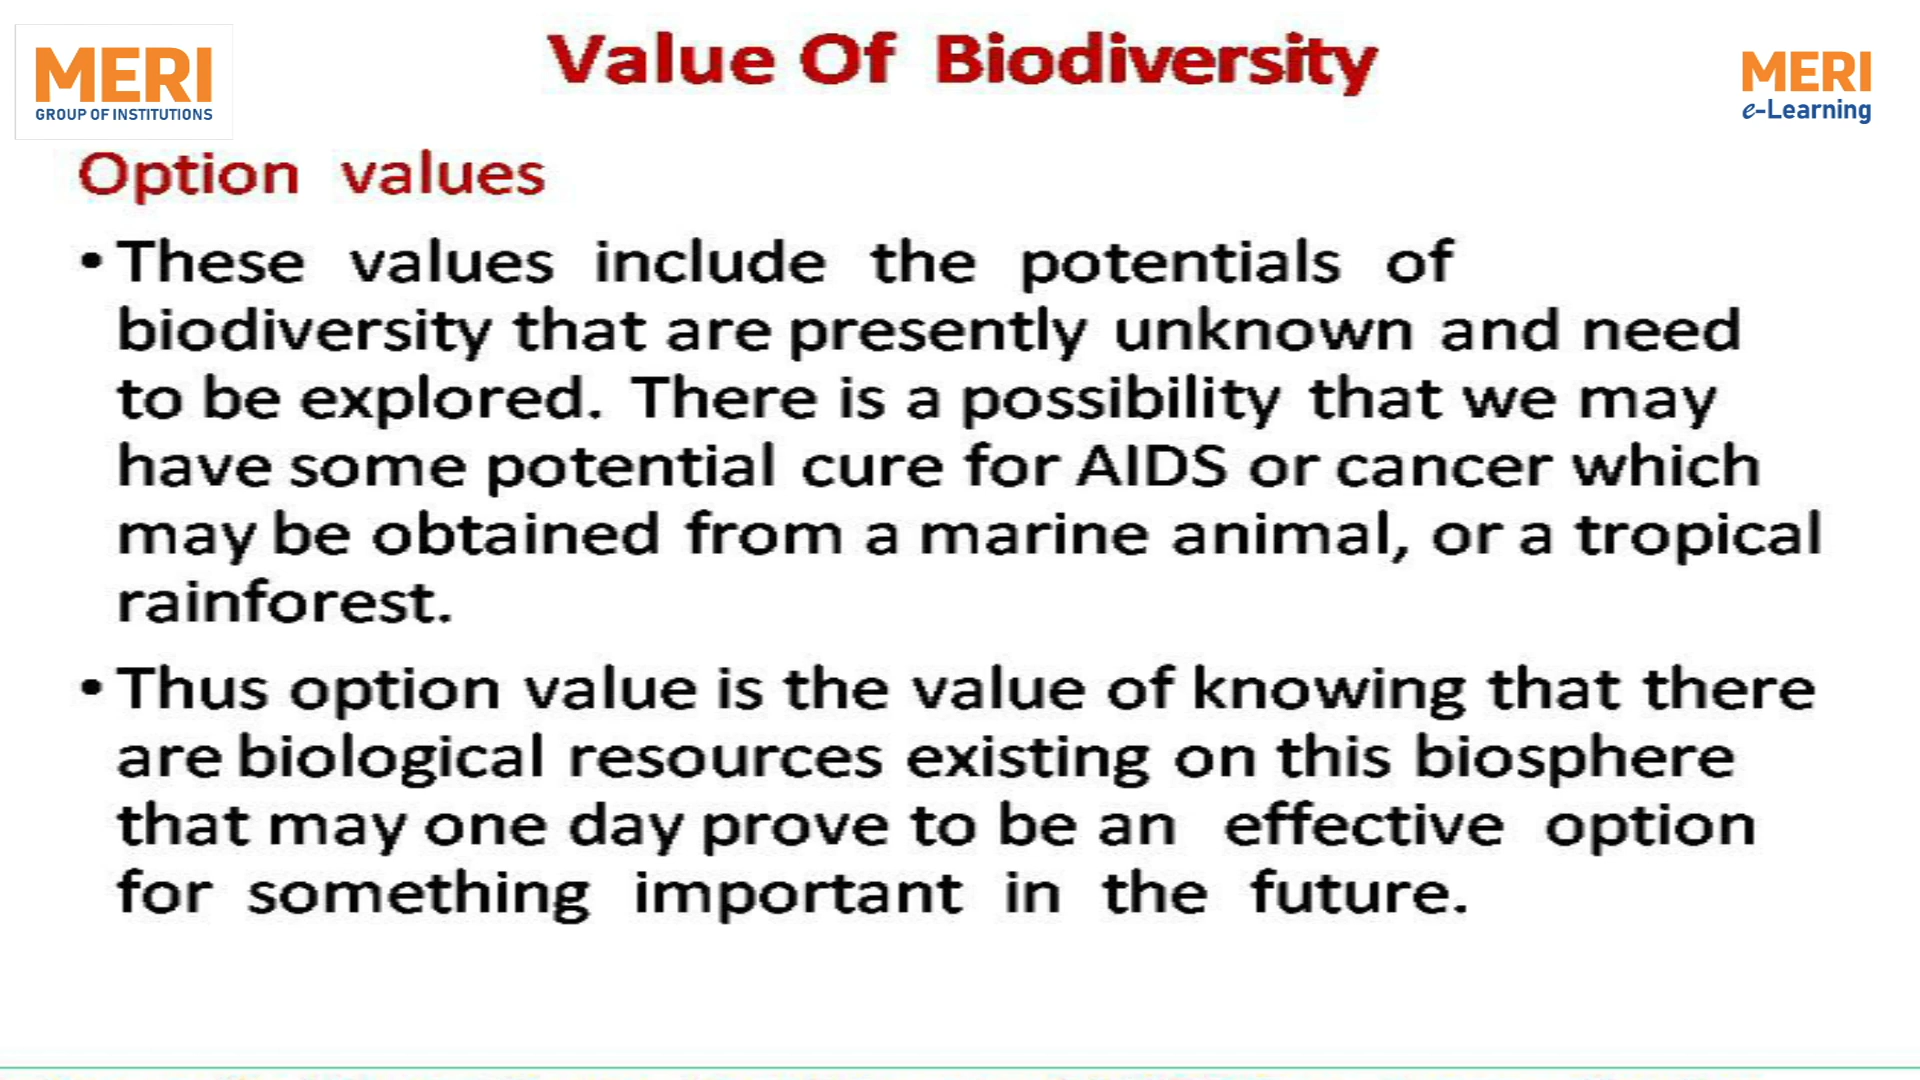 MERI
GROUP OF INSTITUTIONS
Value Of Biodiversity
MERI
e-Learning
Option values
• These values include the potentials of
biodiversity that are presently unknown and need
to be explored. There is a possibility that we may
have some potential cure for AIDS or cancer which
may be obtained from a marine animal, or a tropical
rainforest.
• Thus option value is the value of knowing that there
are biological resources existing on this biosphere
that may one day prove to be an effective option
for something important in the future.